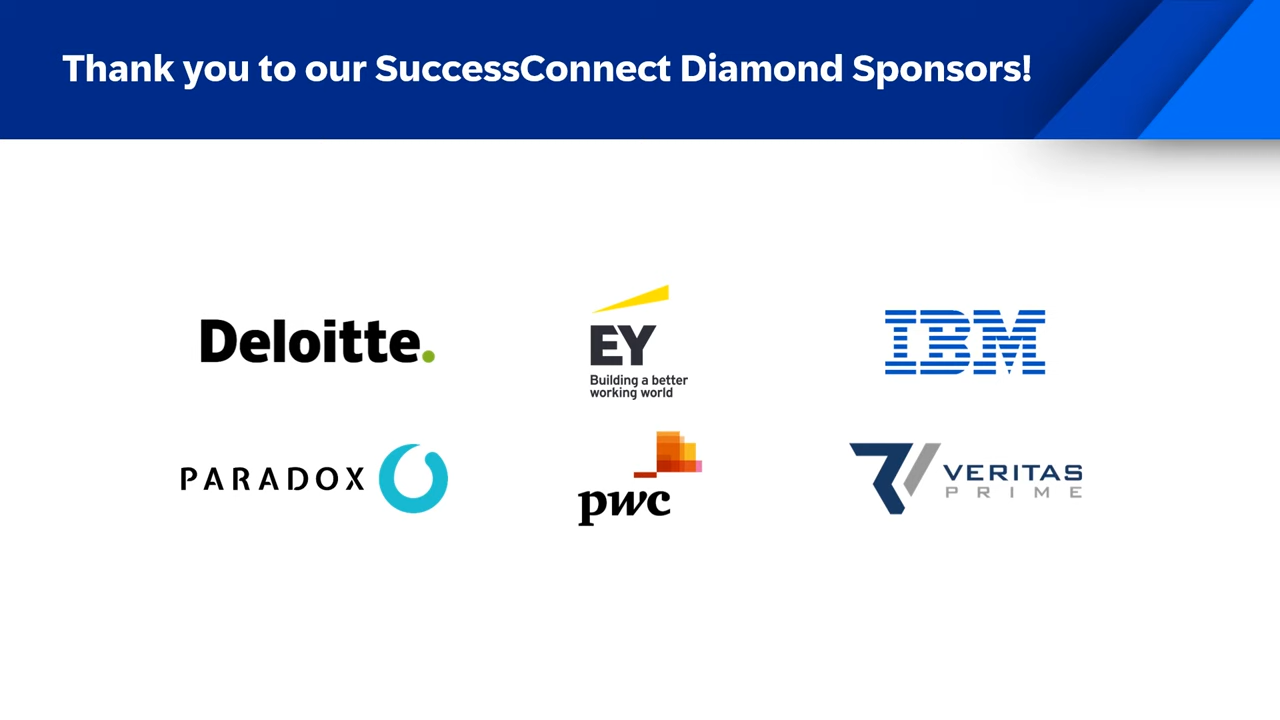 Thank you to our SuccessConnect Diamond Sponsors!
Deloitte.
EY
Building a better
working world
IBM
PARADOX
pwc
VERITAS
PRIME